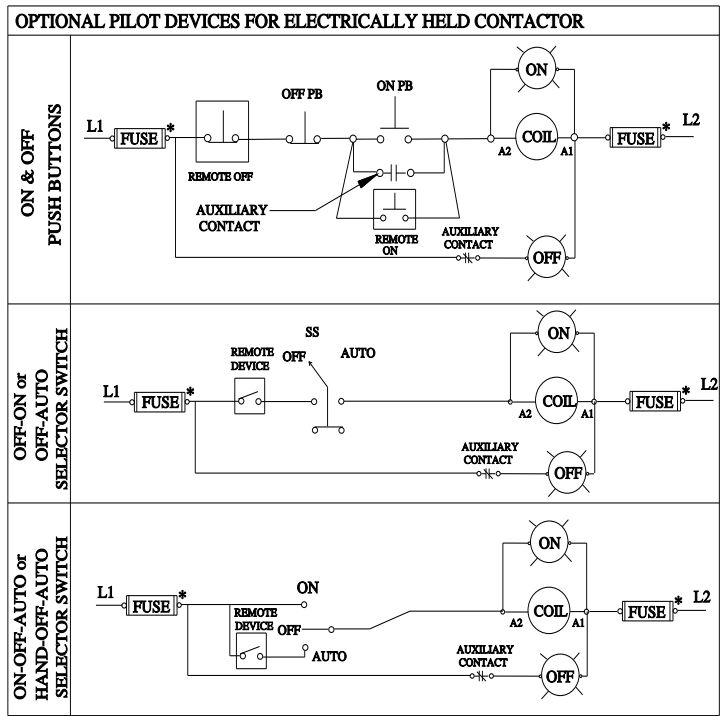 OPTIONAL PILOT DEVICES FOR ELECTRICALLY HELD CONTACTOR
ON & OFF
PUSH BUTTONS
ON
ON PB
OFF PB
L1
FUSE
*
COIL
A2
A1
FUSE
*
L2
REMOTE OFF
AUXILIARY
CONTACT
REMOTE
ON
AUXILIARY
CONTACT
OFF
OFF-ON or
OFF-AUTO
SELECTOR SWITCH
ON
SS
REMOTE
DEVICE
OFF
AUTO
L1
FUSE
*
COIL
A2
A1
FUSE
*
L2
AUXILIARY
CONTACT
OFF
ON-OFF-AUTO or
HAND-OFF-AUTO
SELECTOR SWITCH
ON
L1
FUSE
*
ON
REMOTE
DEVICE
OFF
AUTO
COIL
A2
A1
FUSE
*
L2
AUXILIARY
CONTACT
OFF